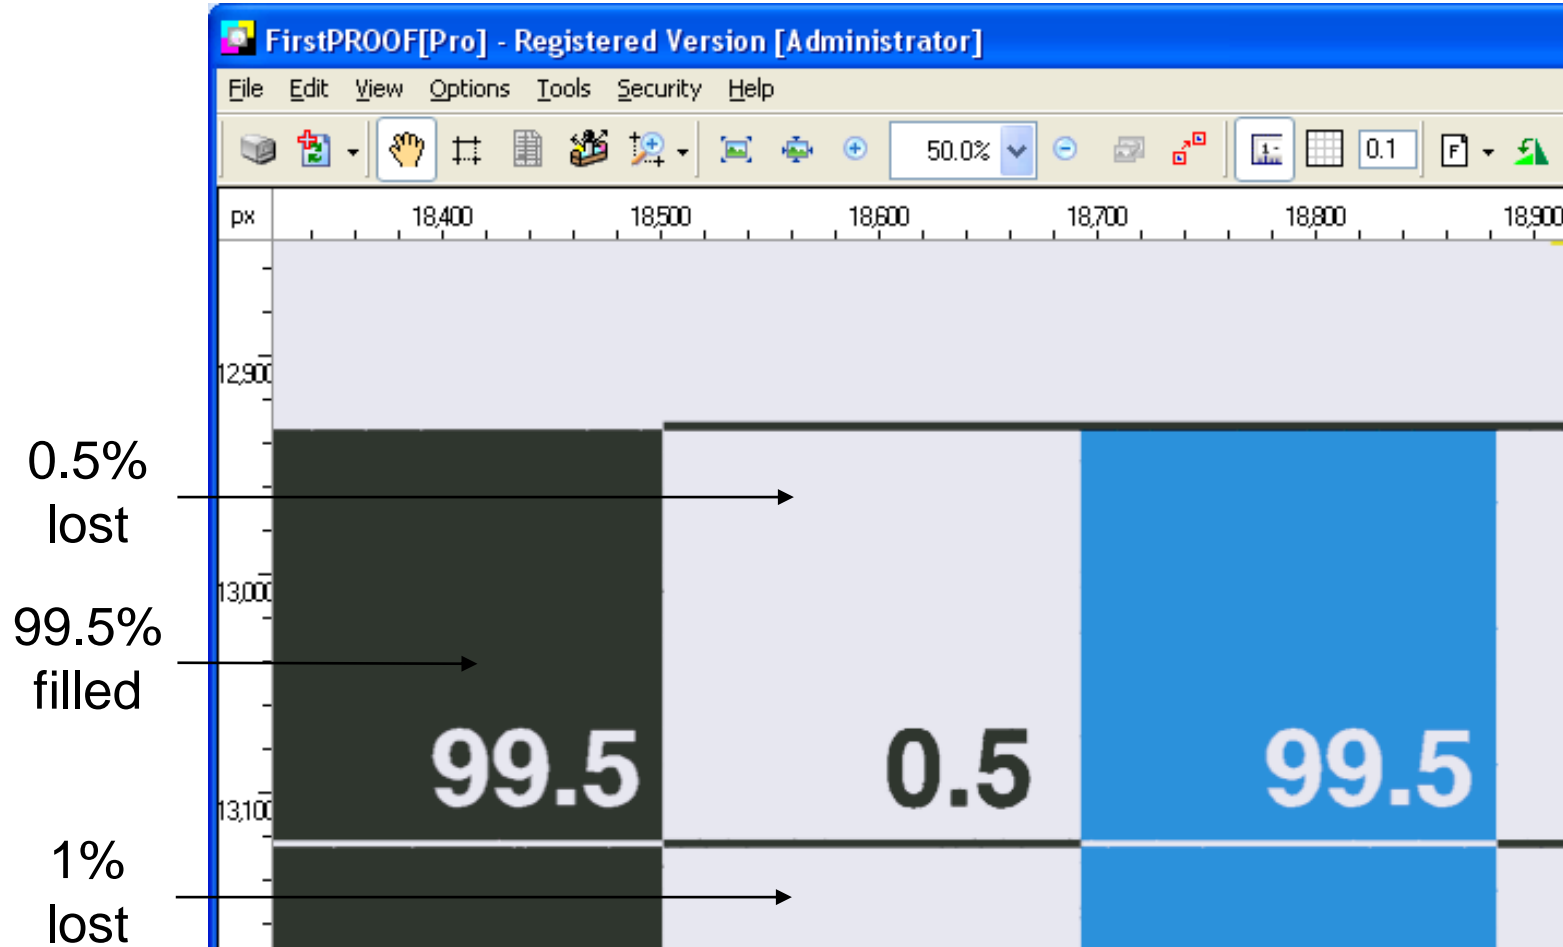 FirstPROOF[Pro] - Registered Version [Administrator]
File Edit View Options Tools Security Help
50.0% 1- 0.1 F
px 18,400 18,500 18,600 18,700 18,800 18,900
12,900
0.5%
lost
13,000
99.5%
filled
99.5 0.5 99.5
13,100
1%
lost